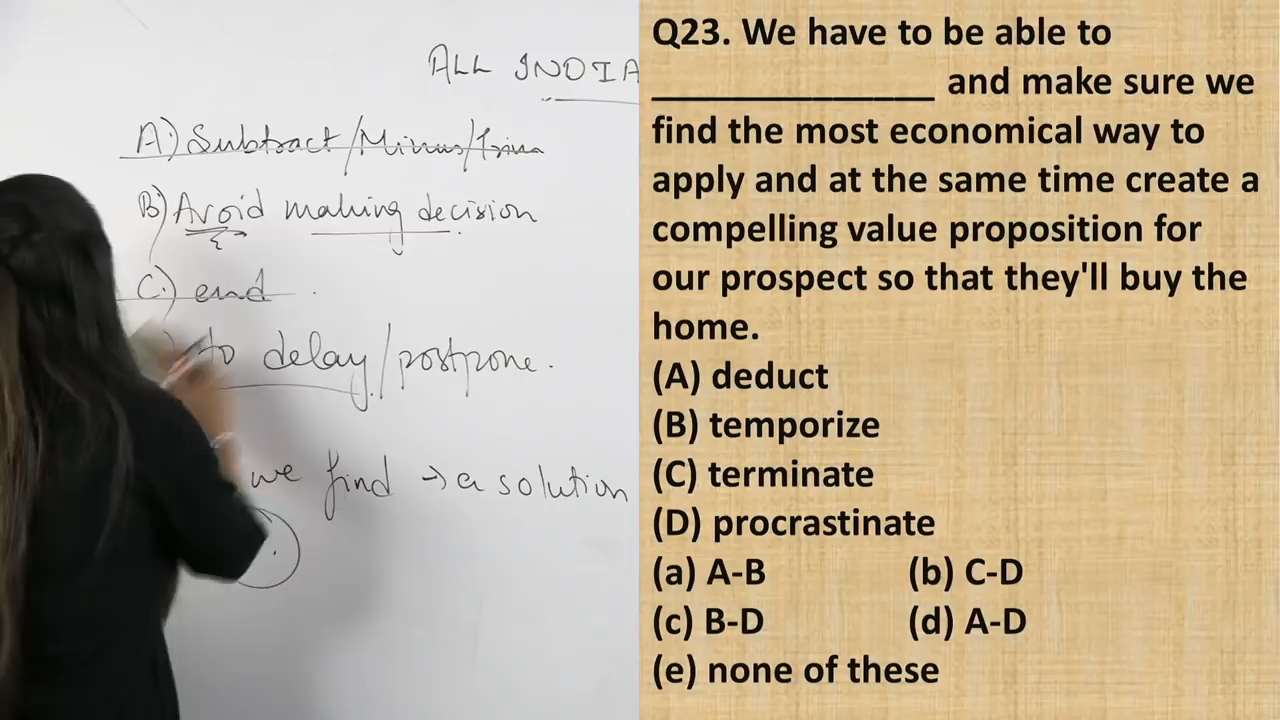 ALL INDIA
A) Subtract/Minus/
B) Avoid making decision
C) end
to delay/postpone.
we find → a solution
Q23. We have to be able to
______________ and make sure we
find the most economical way to
apply and at the same time create a
compelling value proposition for
our prospect so that they'll buy the
home.
(A) deduct
(B) temporize
(C) terminate
(D) procrastinate
(a) A-B (b) C-D
(c) B-D (d) A-D
(e) none of these